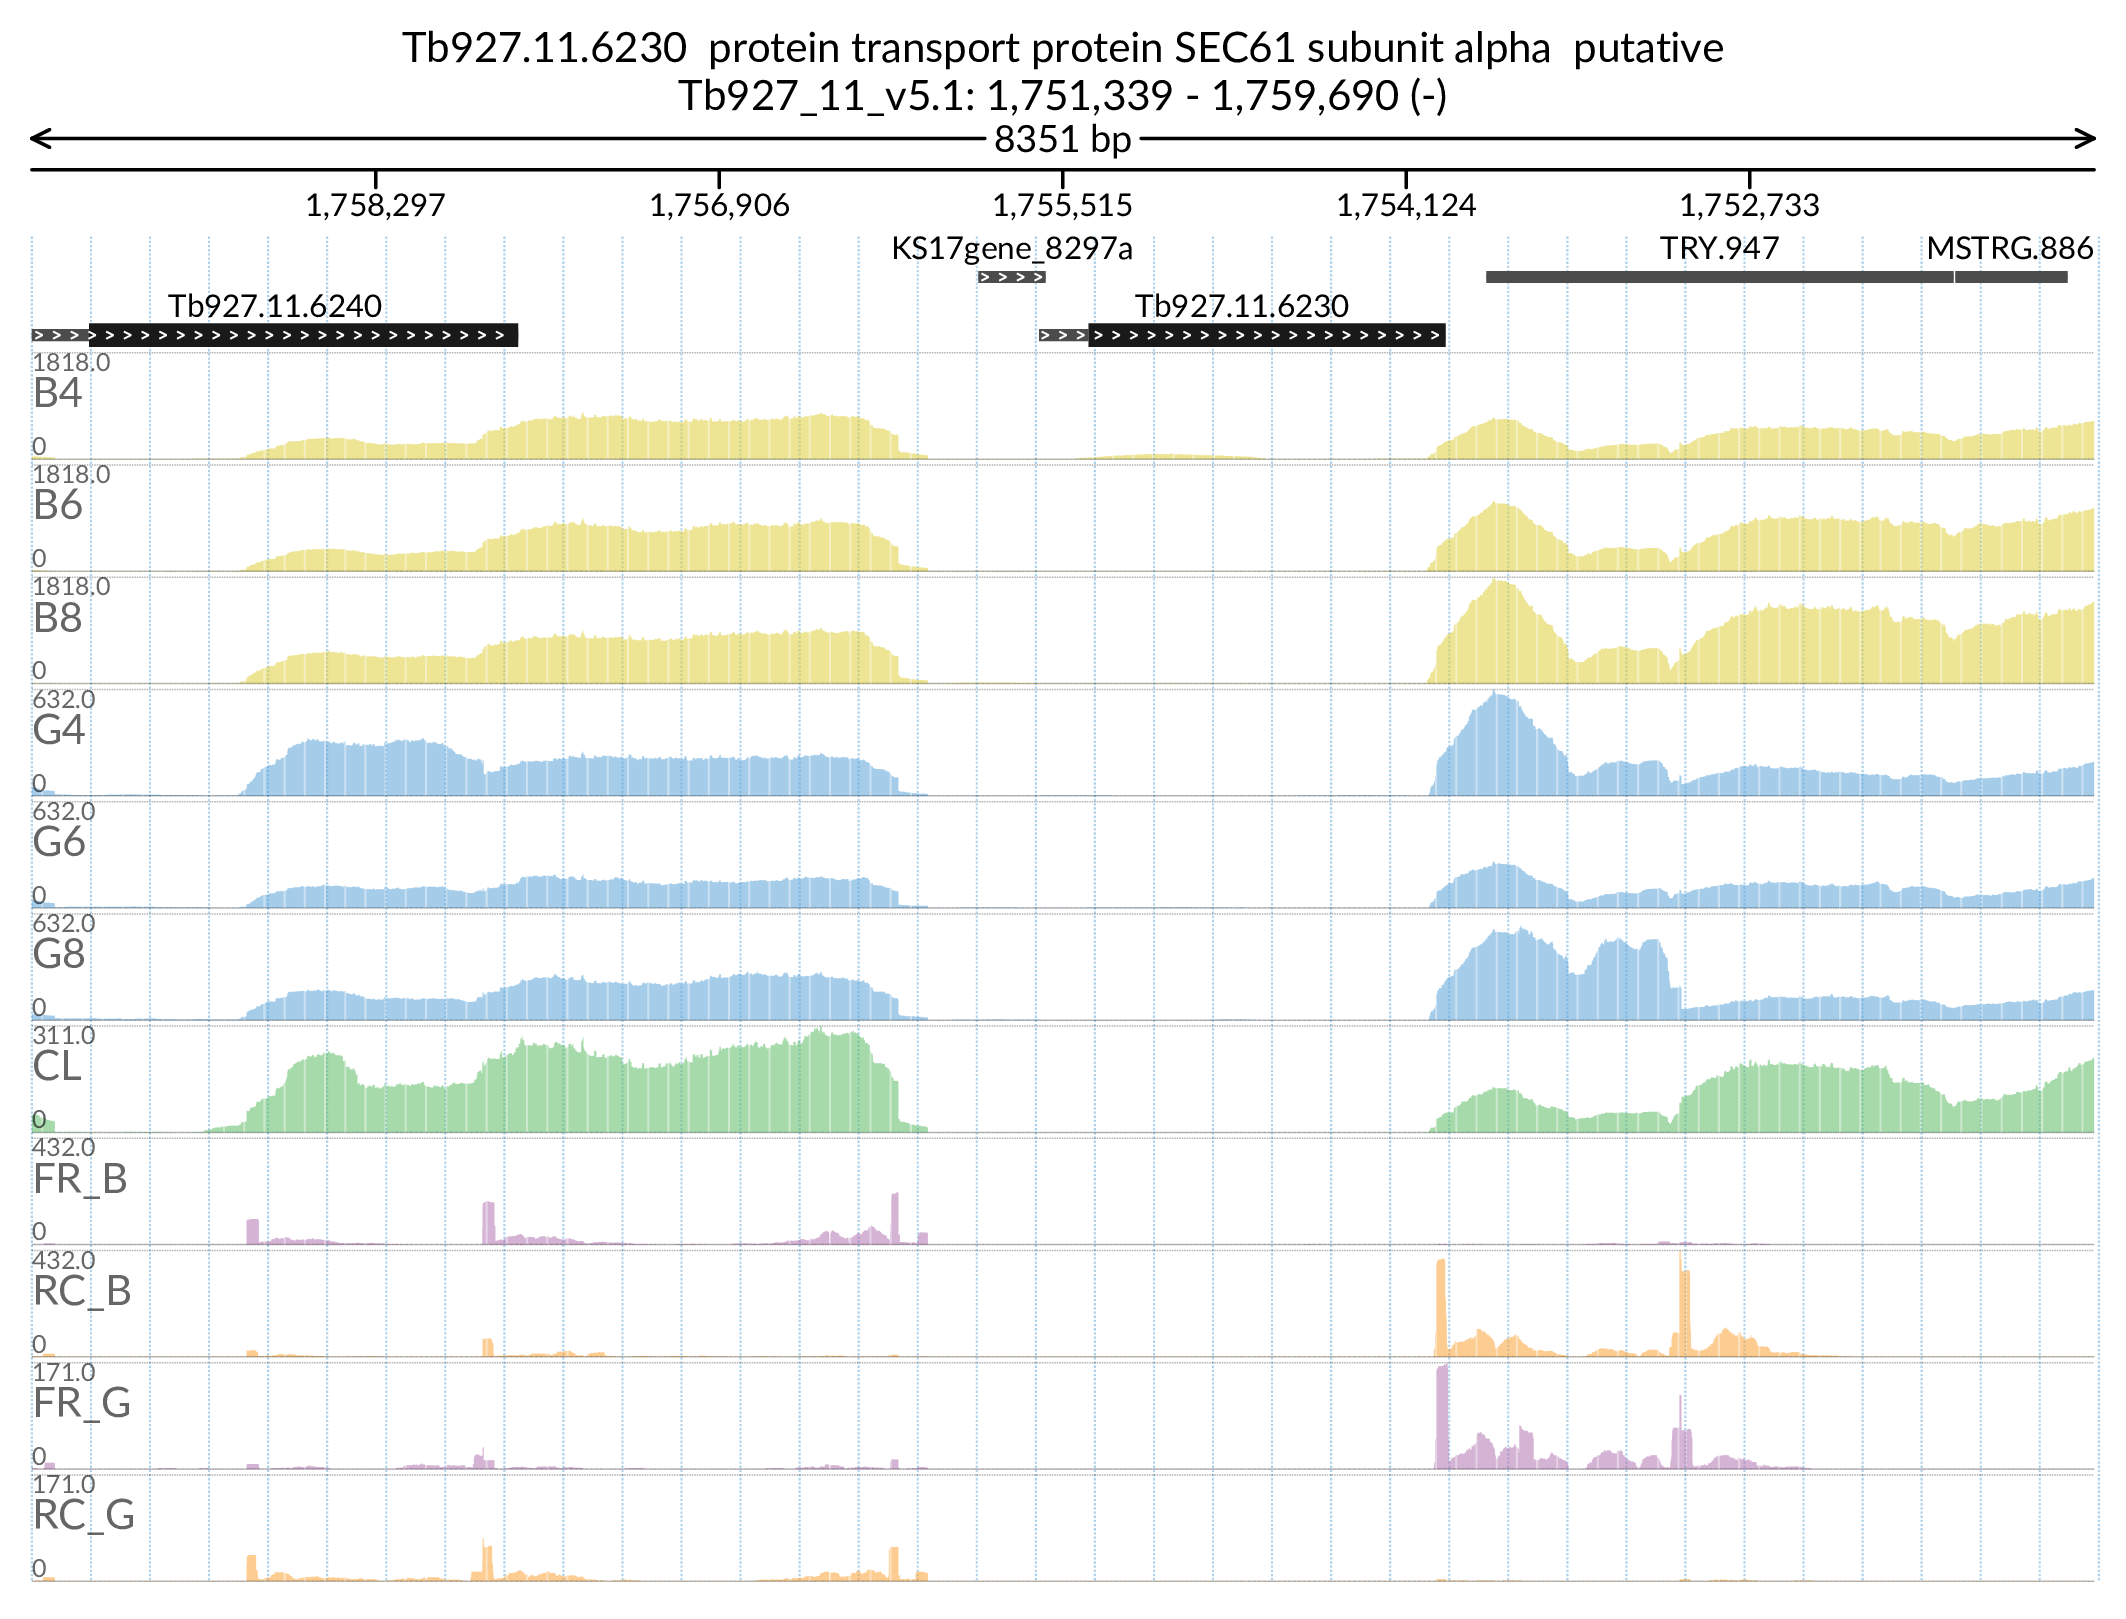 Tb927.11.6230 protein transport protein SEC61 subunit alpha putative
Tb927_11_v5.1: 1,751,339 - 1,759,690 (-)
8351 bp
1,758,297 1,756,906 1,755,515 1,754,124 1,752,733
KS17gene_8297a TRY.947 MSTRG.886
Tb927.11.6240 Tb927.11.6230
1818.0
B4
0
1818.0
B6
0
1818.0
B8
0
632.0
G4
0
632.0
G6
0
632.0
G8
0
311.0
CL
0
432.0
FR_B
0
432.0
RC_B
0
171.0
FR_G
0
171.0
RC_G
0